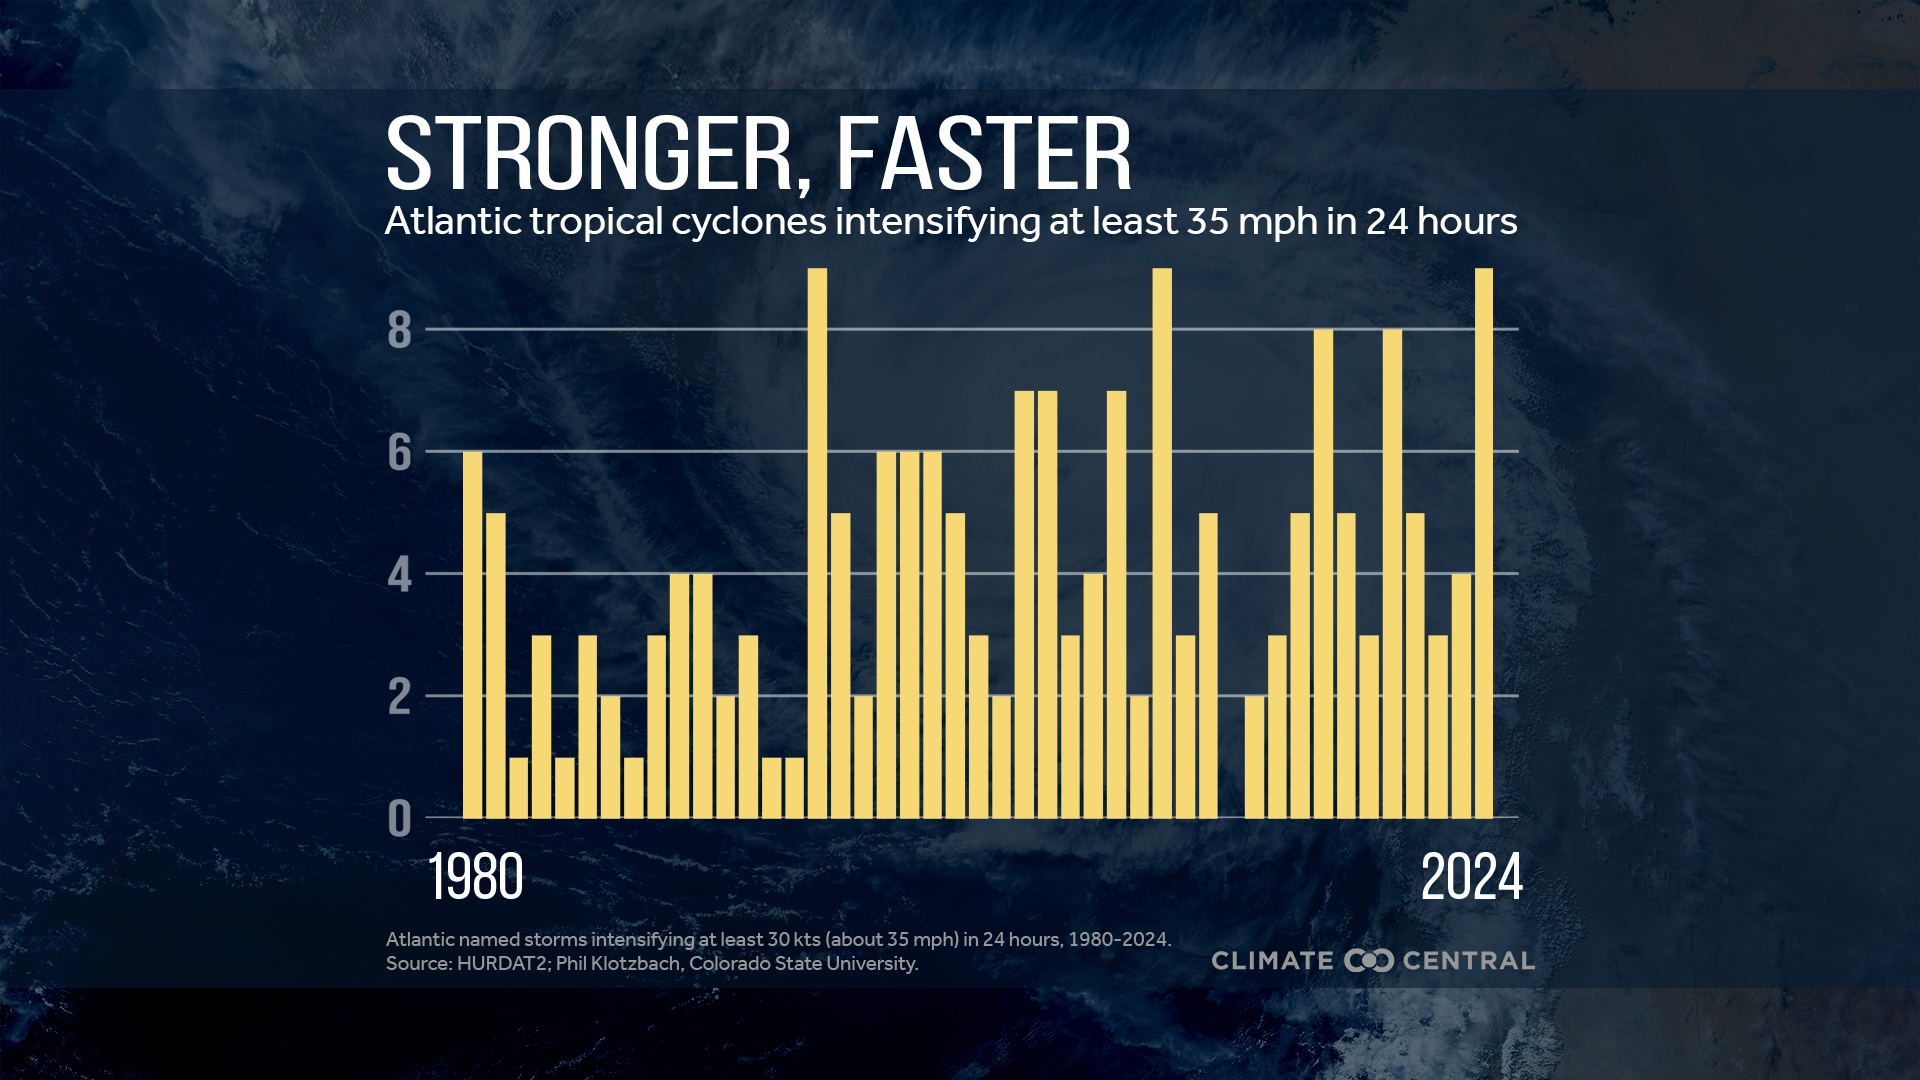 STRONGER, FASTER
Atlantic tropical cyclones intensifying at least 35 mph in 24 hours
8
6
4
2
0
1980
2024
Atlantic named storms intensifying at least 30 kts (about 35 mph) in 24 hours, 1980-2024.
Source: HURDAT2; Phil Klotzbach, Colorado State University.
CLIMATE CENTRAL